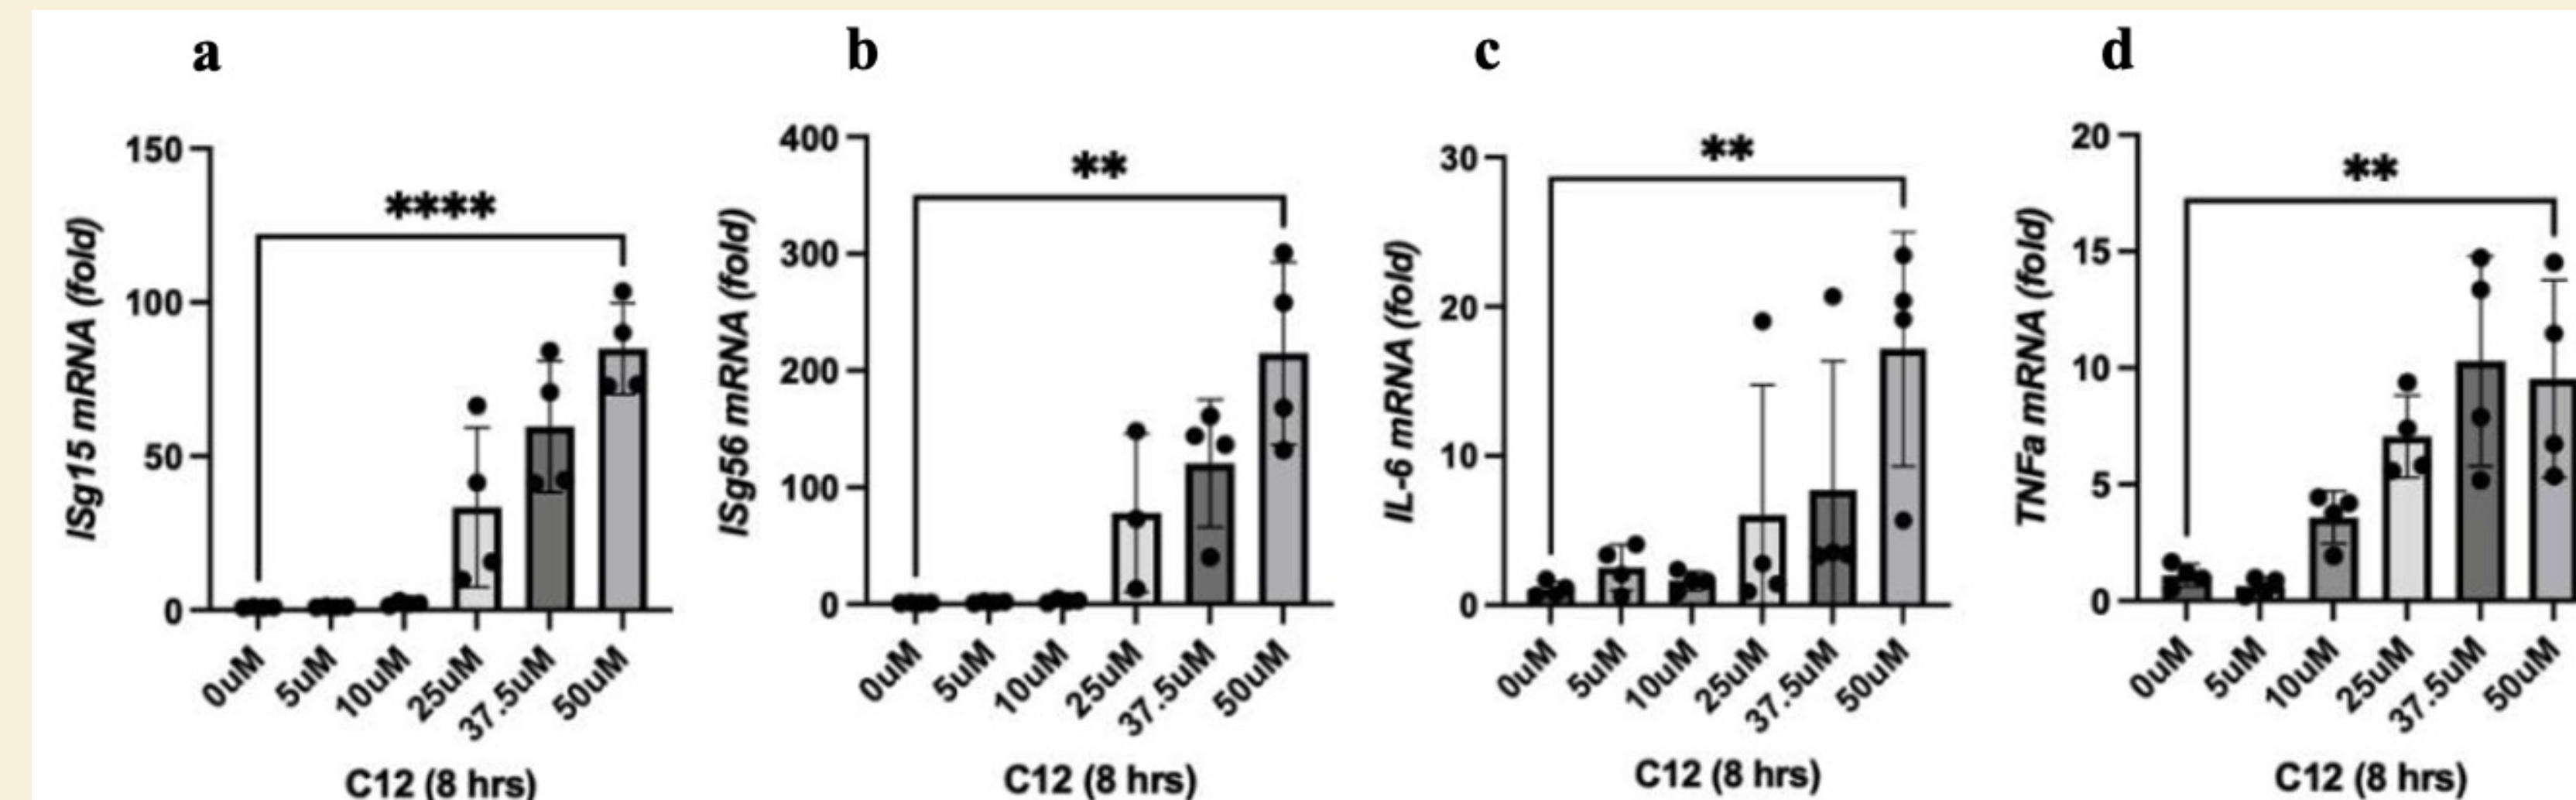 a
ISg15 mRNA (fold)
150
100
50
0
****
0uM
5uM
10uM
25uM
37.5uM
50uM
C12 (8 hrs)
b
ISg56 mRNA (fold)
400
300
200
100
0
**
0uM
5uM
10uM
25uM
37.5uM
50uM
C12 (8 hrs)
c
IL-6 mRNA (fold)
30
20
10
0
**
0uM
5uM
10uM
25uM
37.5uM
50uM
C12 (8 hrs)
d
TNFa mRNA (fold)
20
15
10
5
0
**
0uM
5uM
10uM
25uM
37.5uM
50uM
C12 (8 hrs)